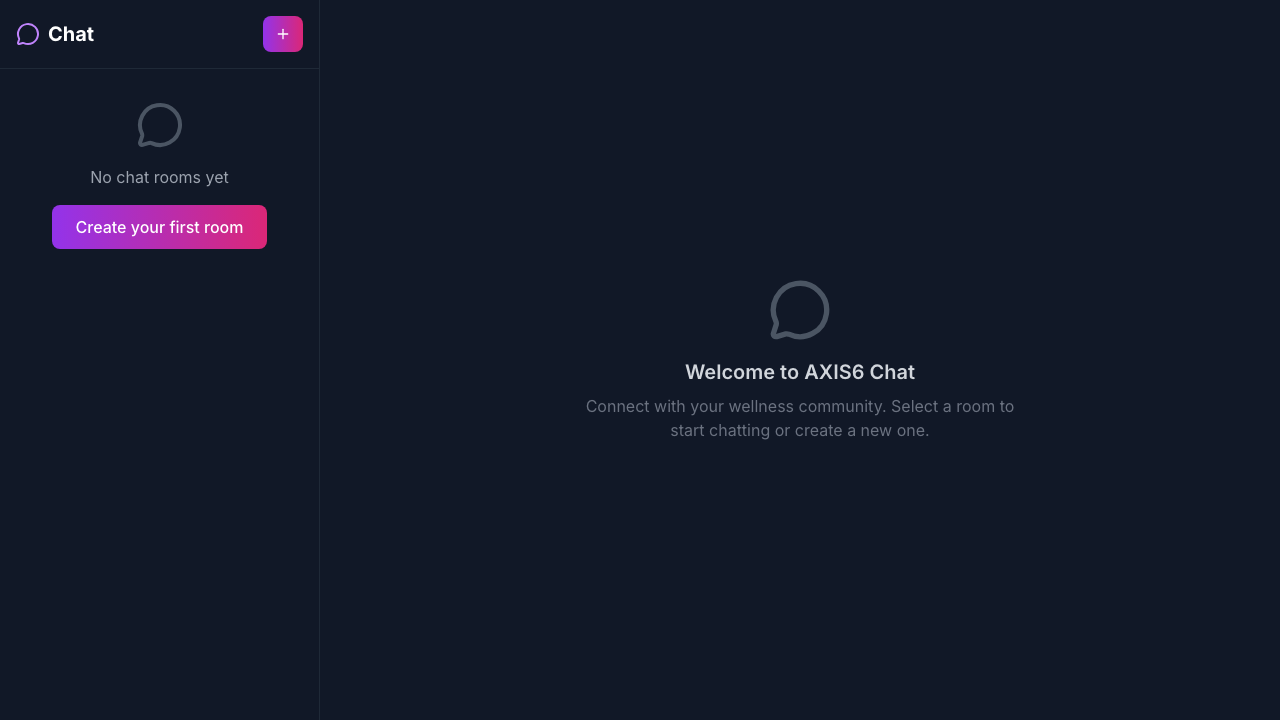 Chat
+
No chat rooms yet
Create your first room
Welcome to AXIS6 Chat
Connect with your wellness community. Select a room to
start chatting or create a new one.